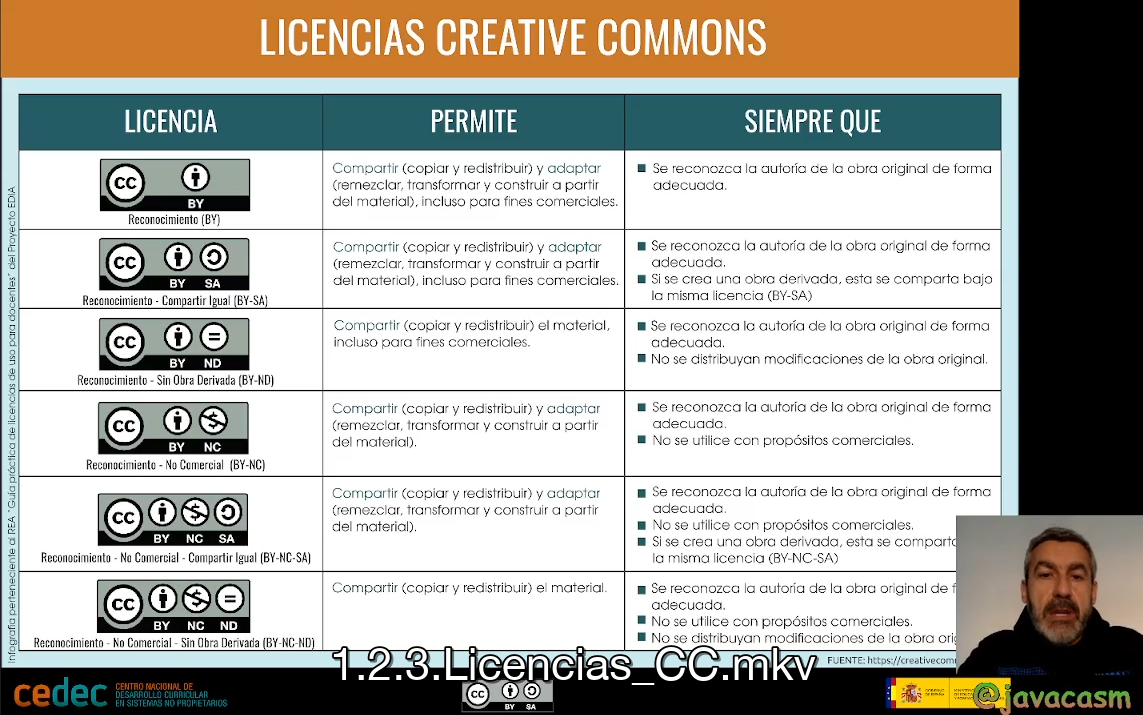 LICENCIAS CREATIVE COMMONS
LICENCIA
PERMITE
SIEMPRE QUE
cc
BY
Reconocimiento (BY)
Compartir (copiar y redistribuir) y adaptar
(remezclar, transformar y construir a partir
del material), incluso para fines comerciales.
Se reconozca la autoría de la obra original de forma
adecuada.
cc
BY SA
Reconocimiento - Compartir Igual (BY-SA)
Compartir (copiar y redistribuir) y adaptar
(remezclar, transformar y construir a partir
del material), incluso para fines comerciales.
Se reconozca la autoría de la obra original de forma
adecuada.
Si se crea una obra derivada, esta se comparta bajo
la misma licencia (BY-SA)
cc
BY ND
Reconocimiento - Sin Obra Derivada (BY-ND)
Compartir (copiar y redistribuir) el material,
incluso para fines comerciales.
Se reconozca la autoría de la obra original de forma
adecuada.
No se distribuyan modificaciones de la obra original.
cc
BY NC
Reconocimiento - No Comercial (BY-NC)
Compartir (copiar y redistribuir) y adaptar
(remezclar, transformar y construir a partir
del material).
Se reconozca la autoría de la obra original de forma
adecuada.
No se utilice con propósitos comerciales.
cc
BY NC SA
Reconocimiento - No Comercial - Compartir Igual (BY-NC-SA)
Compartir (copiar y redistribuir) y adaptar
(remezclar, transformar y construir a partir
del material).
Se reconozca la autoría de la obra original de forma
adecuada.
No se utilice con propósitos comerciales.
Si se crea una obra derivada, esta se comparta
la misma licencia (BY-NC-SA)
cc
BY NC ND
Reconocimiento - No Comercial - Sin Obra Derivada (BY-NC-ND)
Compartir (copiar y redistribuir) el material.
Se reconozca la autoría de la obra original de
adecuada.
No se utilice con propósitos comerciales.
No se distribuyan modificaciones de la obra
Infografía perteneciente al REA "Guía práctica de licencias de uso para docentes" del Proyecto EDIA
FUENTE: https://creativecom
1.2.3.Licencias_CC.mkv
cedec
CENTRO NACIONAL DE
DESARROLLO CURRICULAR
EN SISTEMAS NO PROPIETARIOS
cc
BY SA
@javacasm